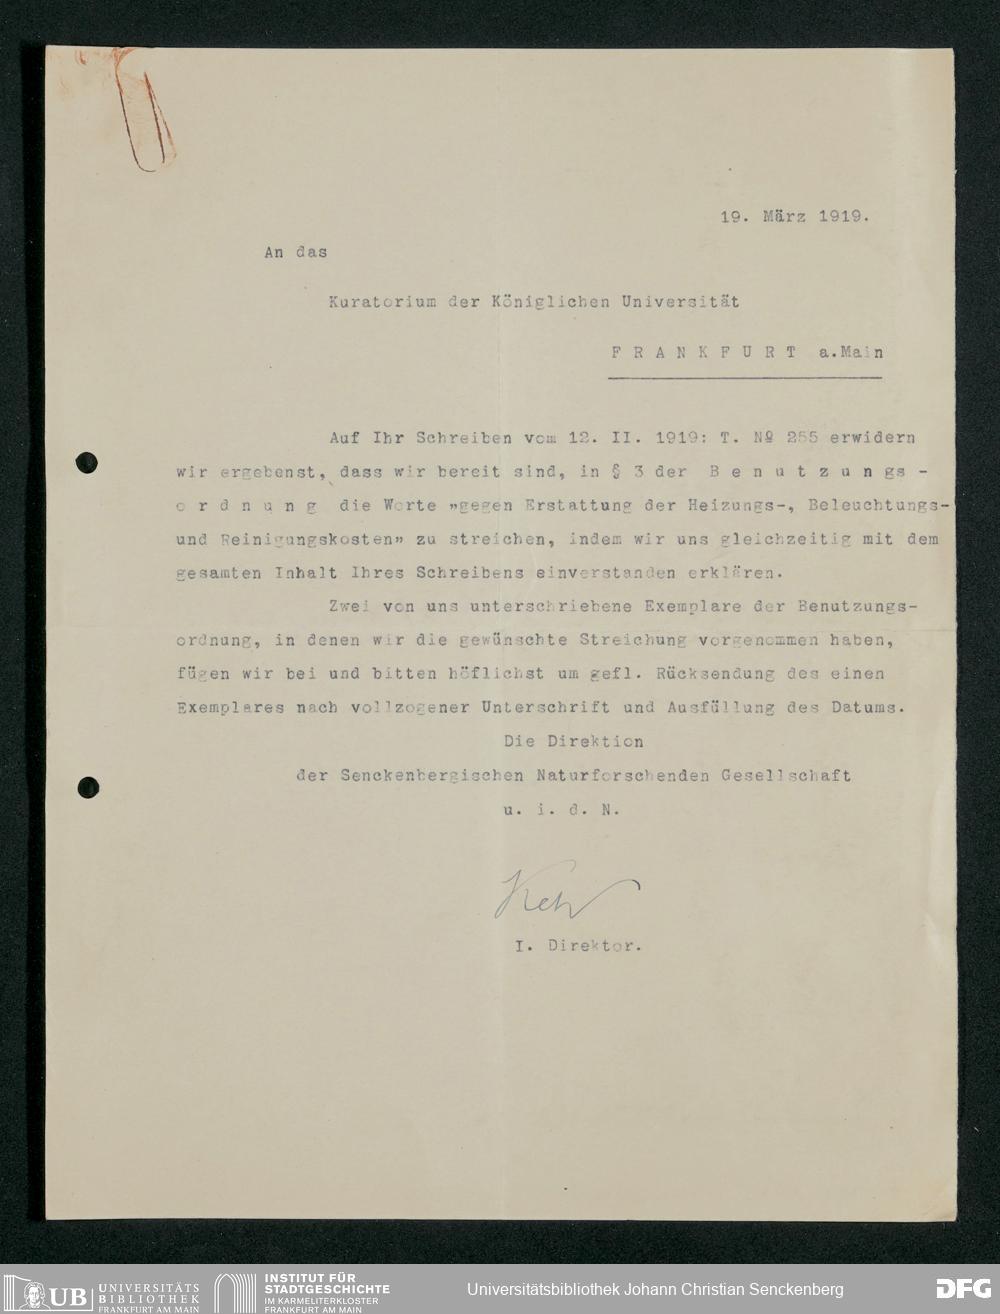 19. März 1919.
An das
Kuratorium der Königlichen Universität
F R A N K F U R T a.Main
Auf Ihr Schreiben vom 12. II. 1919: T. № 255 erwidern
wir ergebenst, dass wir bereit sind, in § 3 der B e n u t z u n g s -
o r d n u n g die Worte „gegen Erstattung der Heizungs-, Beleuchtungs-
und Reinigungskosten" zu streichen, indem wir uns gleichzeitig mit dem
gesamten Inhalt Ihres Schreibens einverstanden erklären.
Zwei von uns unterschriebene Exemplare der Benutzungs-
ordnung, in denen wir die gewünschte Streichung vorgenommen haben,
fügen wir bei und bitten höflichst um gefl. Rücksendung des einen
Exemplares nach vollzogener Unterschrift und Ausfüllung des Datums.
Die Direktion
der Senckenbergischen Naturforschenden Gesellschaft
u. i. d. N.
I. Direktor.
UB UNIVERSITÄTS
BIBLIOTHEK
FRANKFURT AM MAIN
INSTITUT FÜR
STADTGESCHICHTE
IM KARMELITERKLOSTER
FRANKFURT AM MAIN
Universitätsbibliothek Johann Christian Senckenberg
DFG